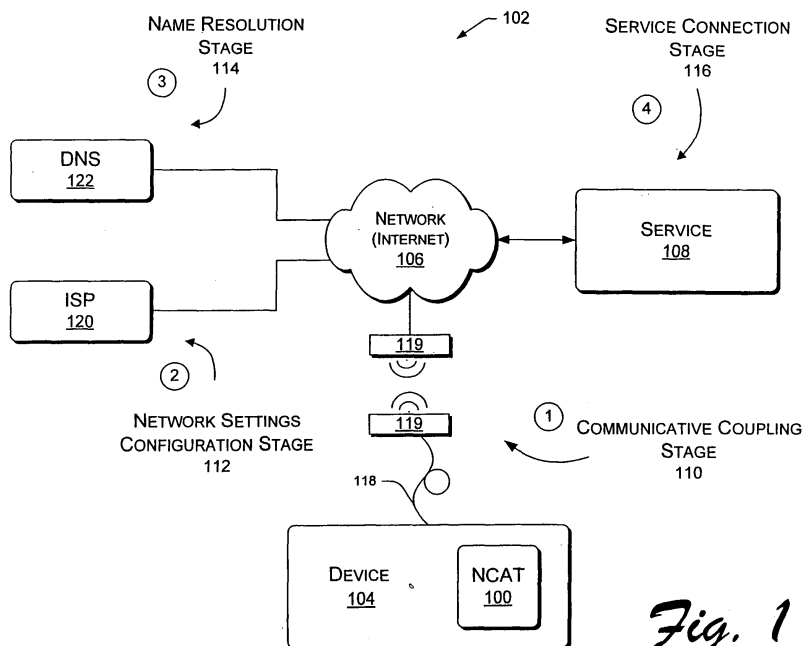 102
NAME RESOLUTION
STAGE
114
3
SERVICE CONNECTION
STAGE
116
4
DNS
122
NETWORK
(INTERNET)
106
SERVICE
108
ISP
120
119
2
119
NETWORK SETTINGS
CONFIGURATION STAGE
112
1
COMMUNICATIVE COUPLING
STAGE
110
118
DEVICE
104
NCAT
100
Fig. 1